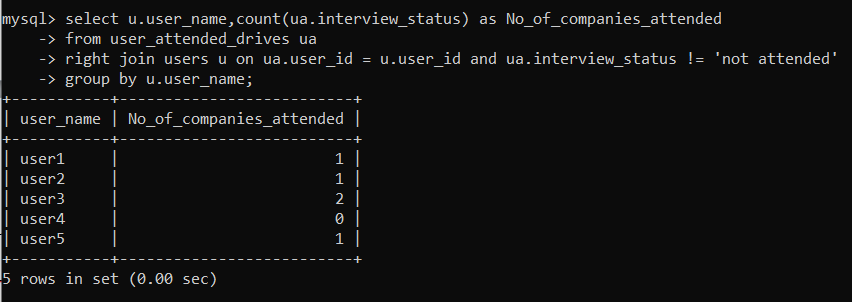 mysql> select u.user_name,count(ua.interview_status) as No_of_companies_attended
    -> from user_attended_drives ua
    -> right join users u on ua.user_id = u.user_id and ua.interview_status != 'not attended'
    -> group by u.user_name;
+-----------+--------------------------+
| user_name | No_of_companies_attended |
+-----------+--------------------------+
| user1     |                        1 |
| user2     |                        1 |
| user3     |                        2 |
| user4     |                        0 |
| user5     |                        1 |
+-----------+--------------------------+
5 rows in set (0.00 sec)